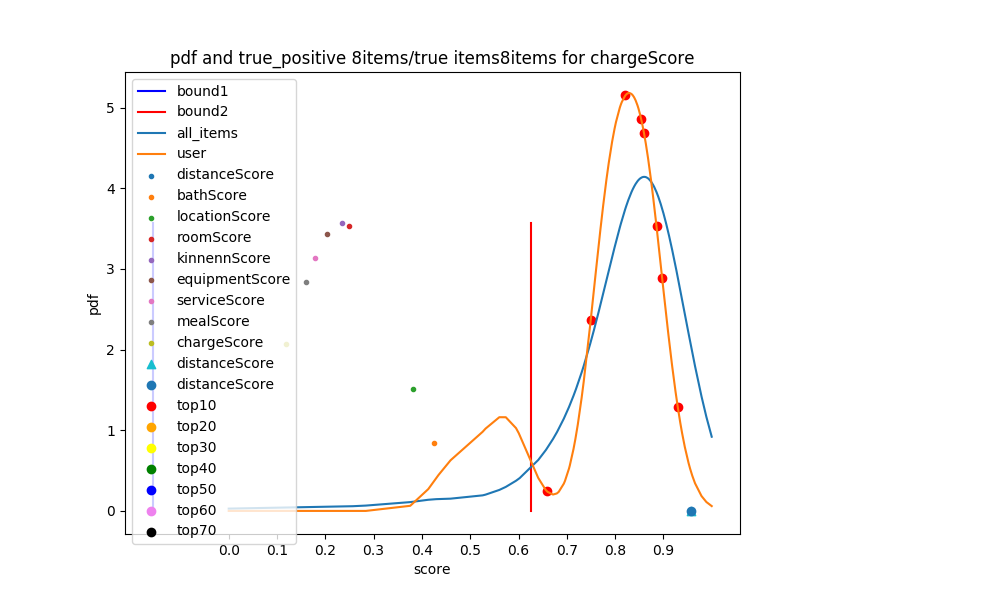 pdf and true_positive 8items/true items8items for chargeScore
bound1
bound2
all_items
user
distanceScore
bathScore
locationScore
roomScore
kinnennScore
equipmentScore
serviceScore
mealScore
chargeScore
distanceScore
distanceScore
top10
top20
top30
top40
top50
top60
top70
pdf
5
4
3
2
1
0
0.0 0.1 0.2 0.3 0.4 0.5 0.6 0.7 0.8 0.9
score